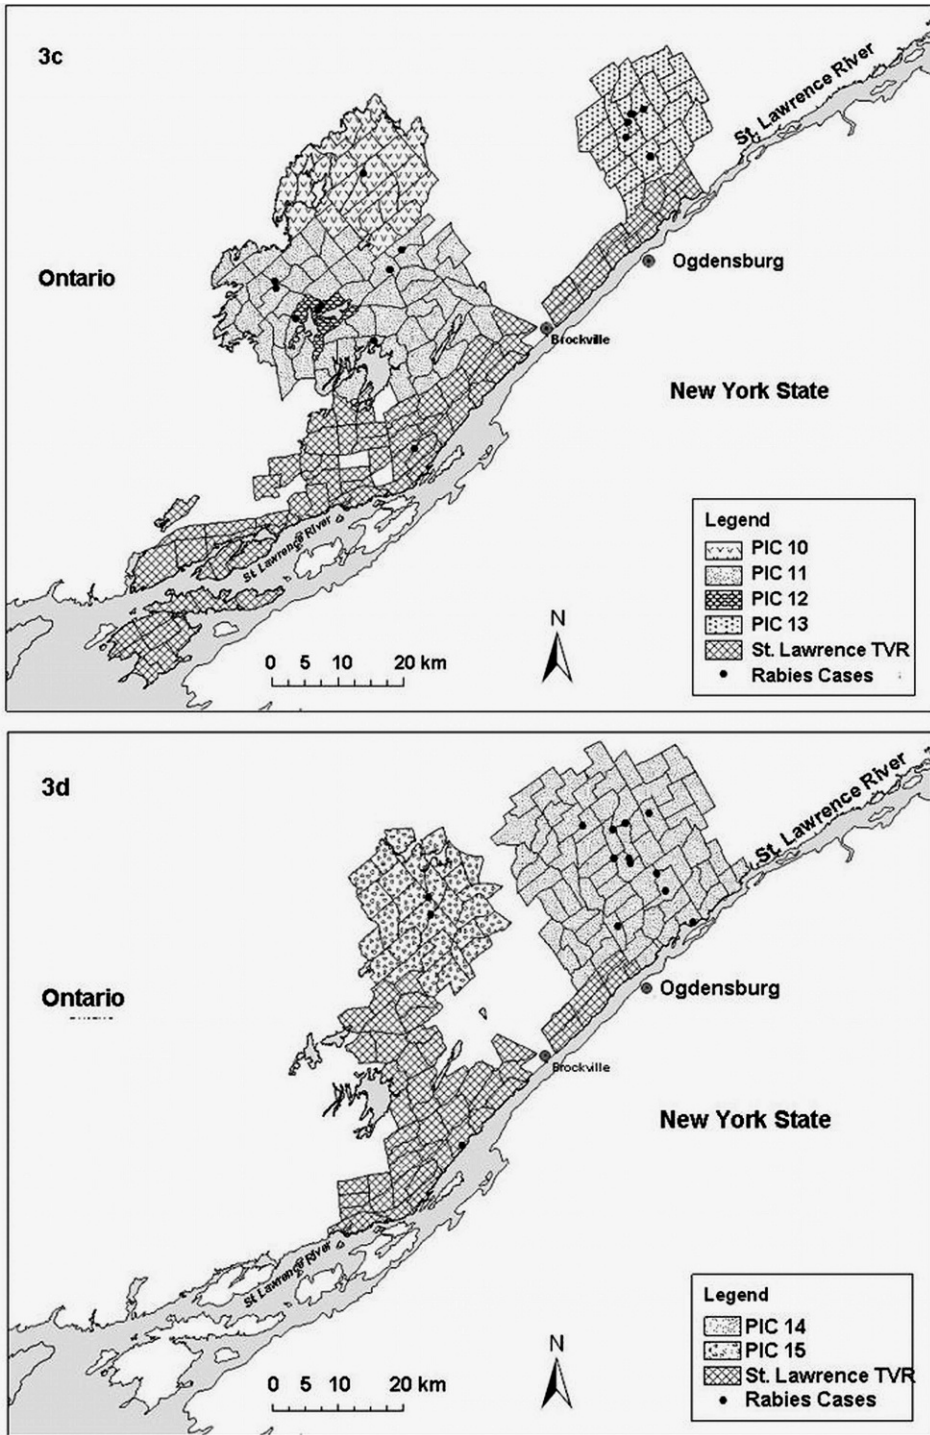 3c
St. Lawrence River
Ontario
Ogdensburg
Brockville
New York State
St. Lawrence River
N
0 5 10 20 km
Legend
PIC 10
PIC 11
PIC 12
PIC 13
St. Lawrence TVR
Rabies Cases
3d
St. Lawrence River
Ontario
Ogdensburg
Brockville
New York State
St. Lawrence River
N
0 5 10 20 km
Legend
PIC 14
PIC 15
St. Lawrence TVR
Rabies Cases